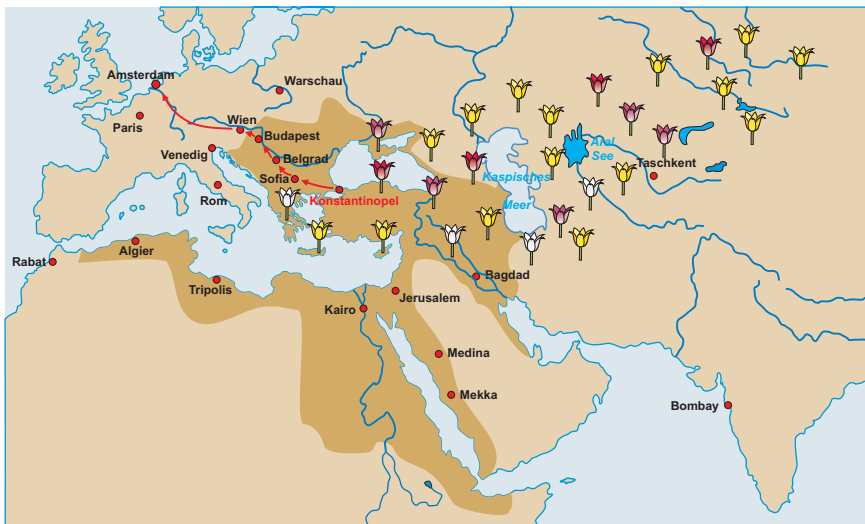 Amsterdam
Warschau
Paris
Wien
Budapest
Venedig
Belgrad
Sofia
Rom
Konstantinopel
Kaspisches
Meer
Aral
See
Taschkent
Algier
Rabat
Tripolis
Bagdad
Jerusalem
Kairo
Medina
Mekka
Bombay